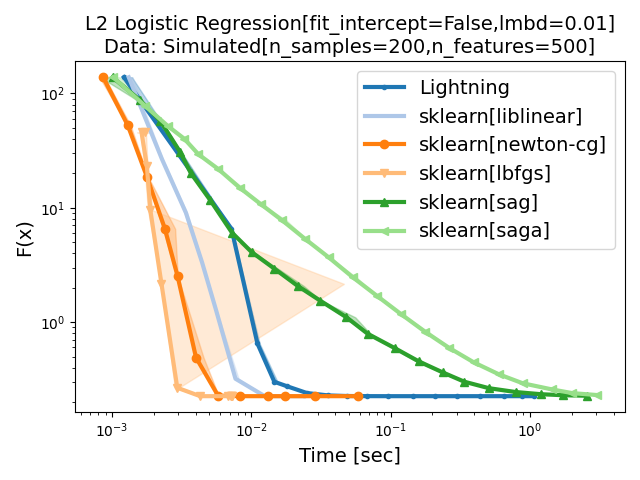 L2 Logistic Regression[fit_intercept=False,lmbd=0.01]
Data: Simulated[n_samples=200,n_features=500]
F(x)
10²
10¹
10⁰
Lightning
sklearn[liblinear]
sklearn[newton-cg]
sklearn[lbfgs]
sklearn[sag]
sklearn[saga]
10⁻³ 10⁻² 10⁻¹ 10⁰
Time [sec]